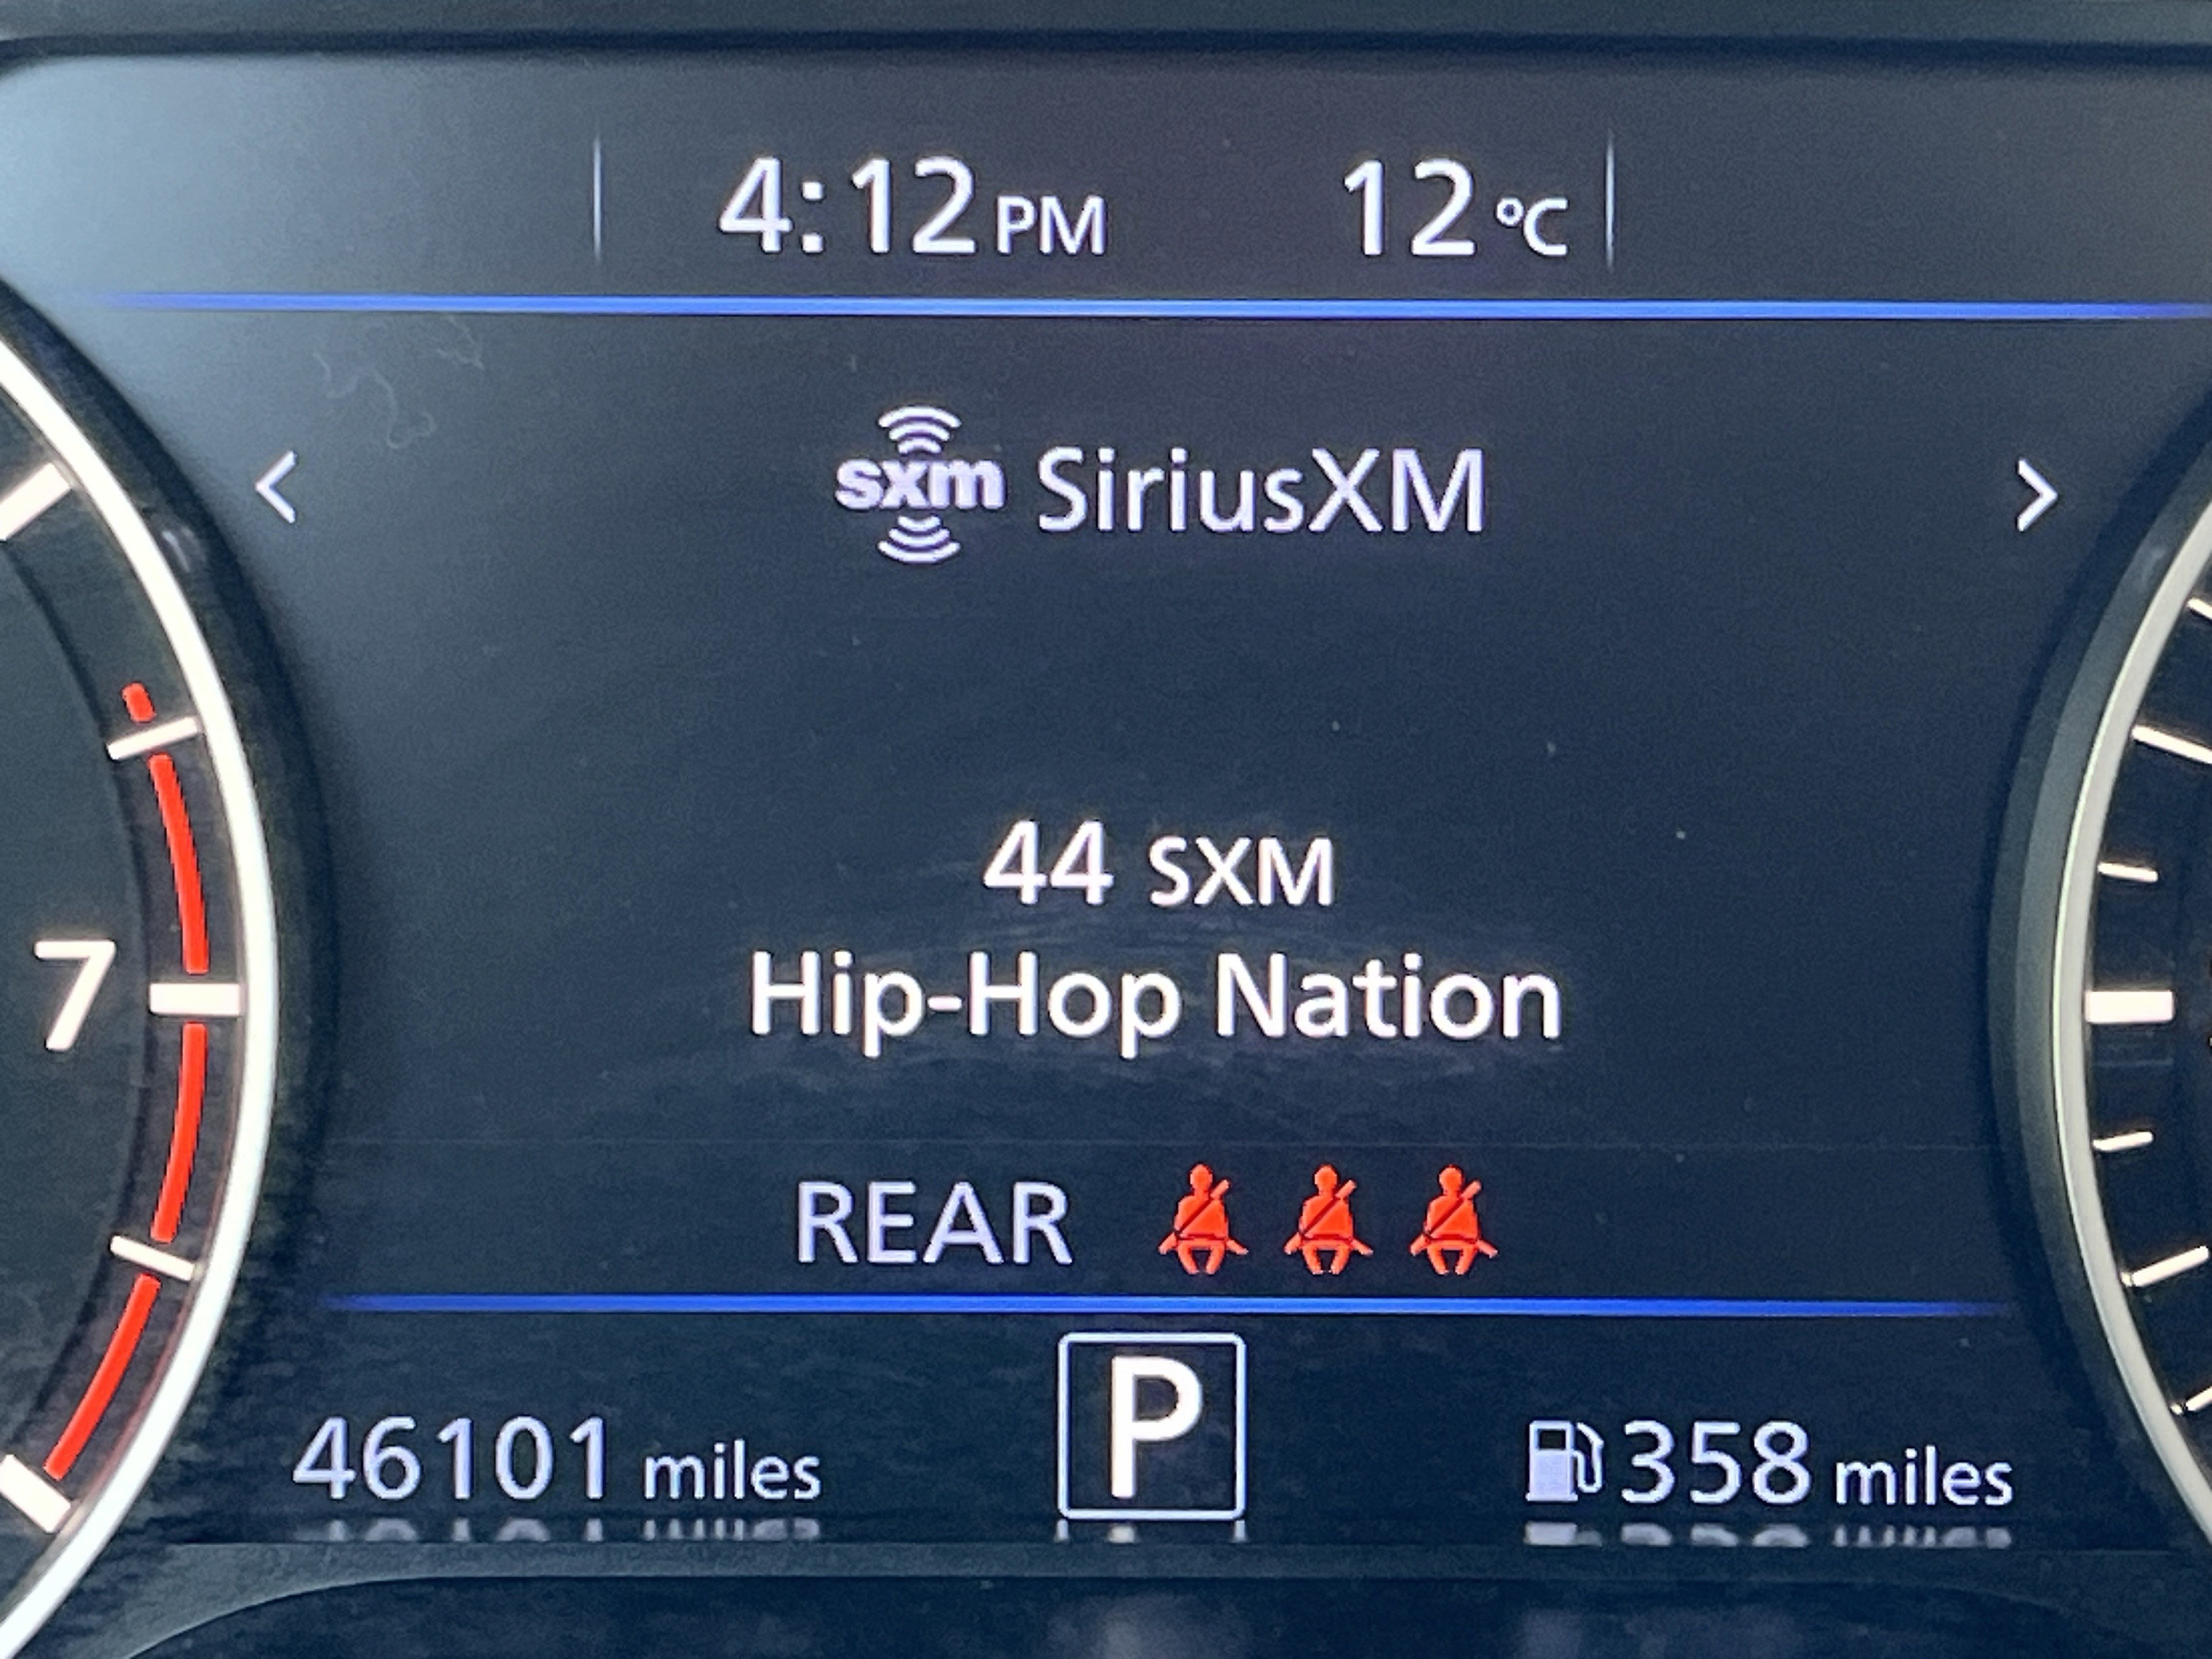 4:12 PM 12 °C
sxm SiriusXM
44 SXM
7
Hip-Hop Nation
REAR
P
46101 miles 358 miles